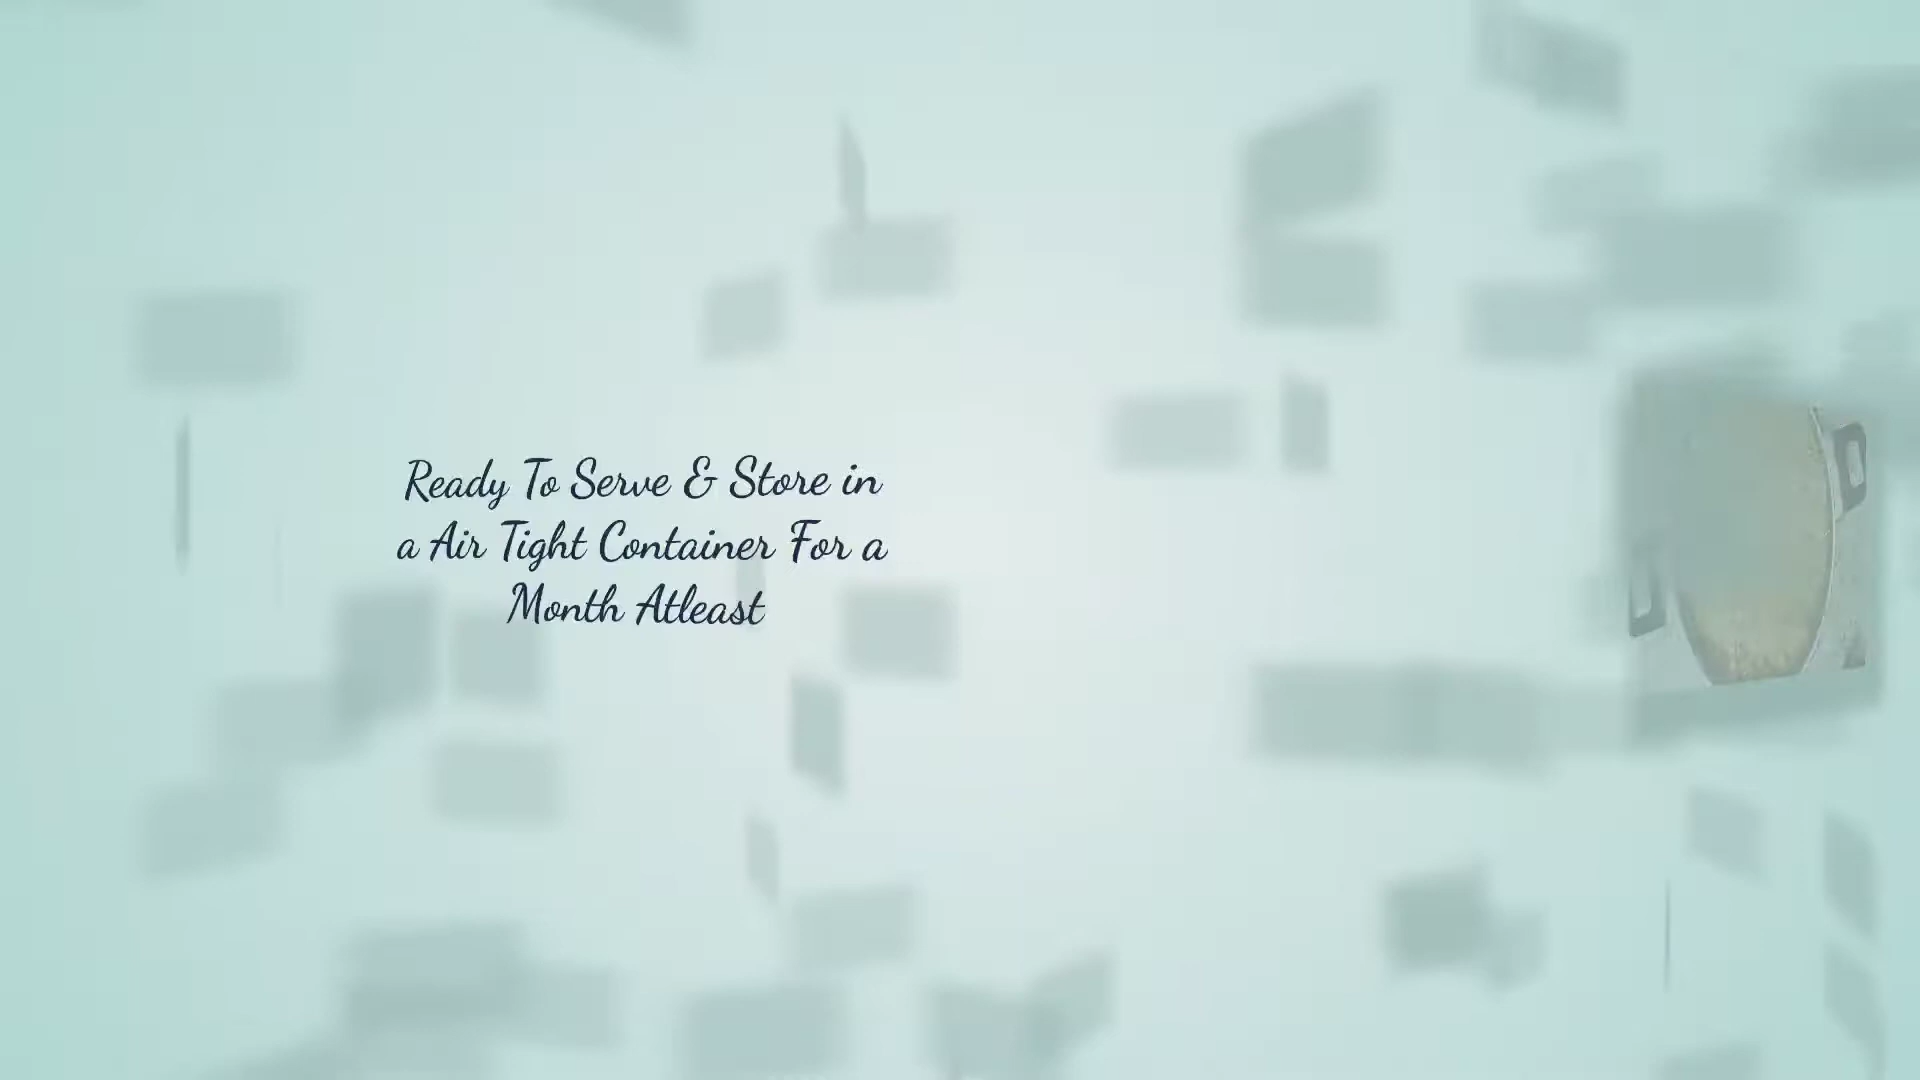 Ready To Serve & Store in
a Air Tight Container For a
Month Atleast